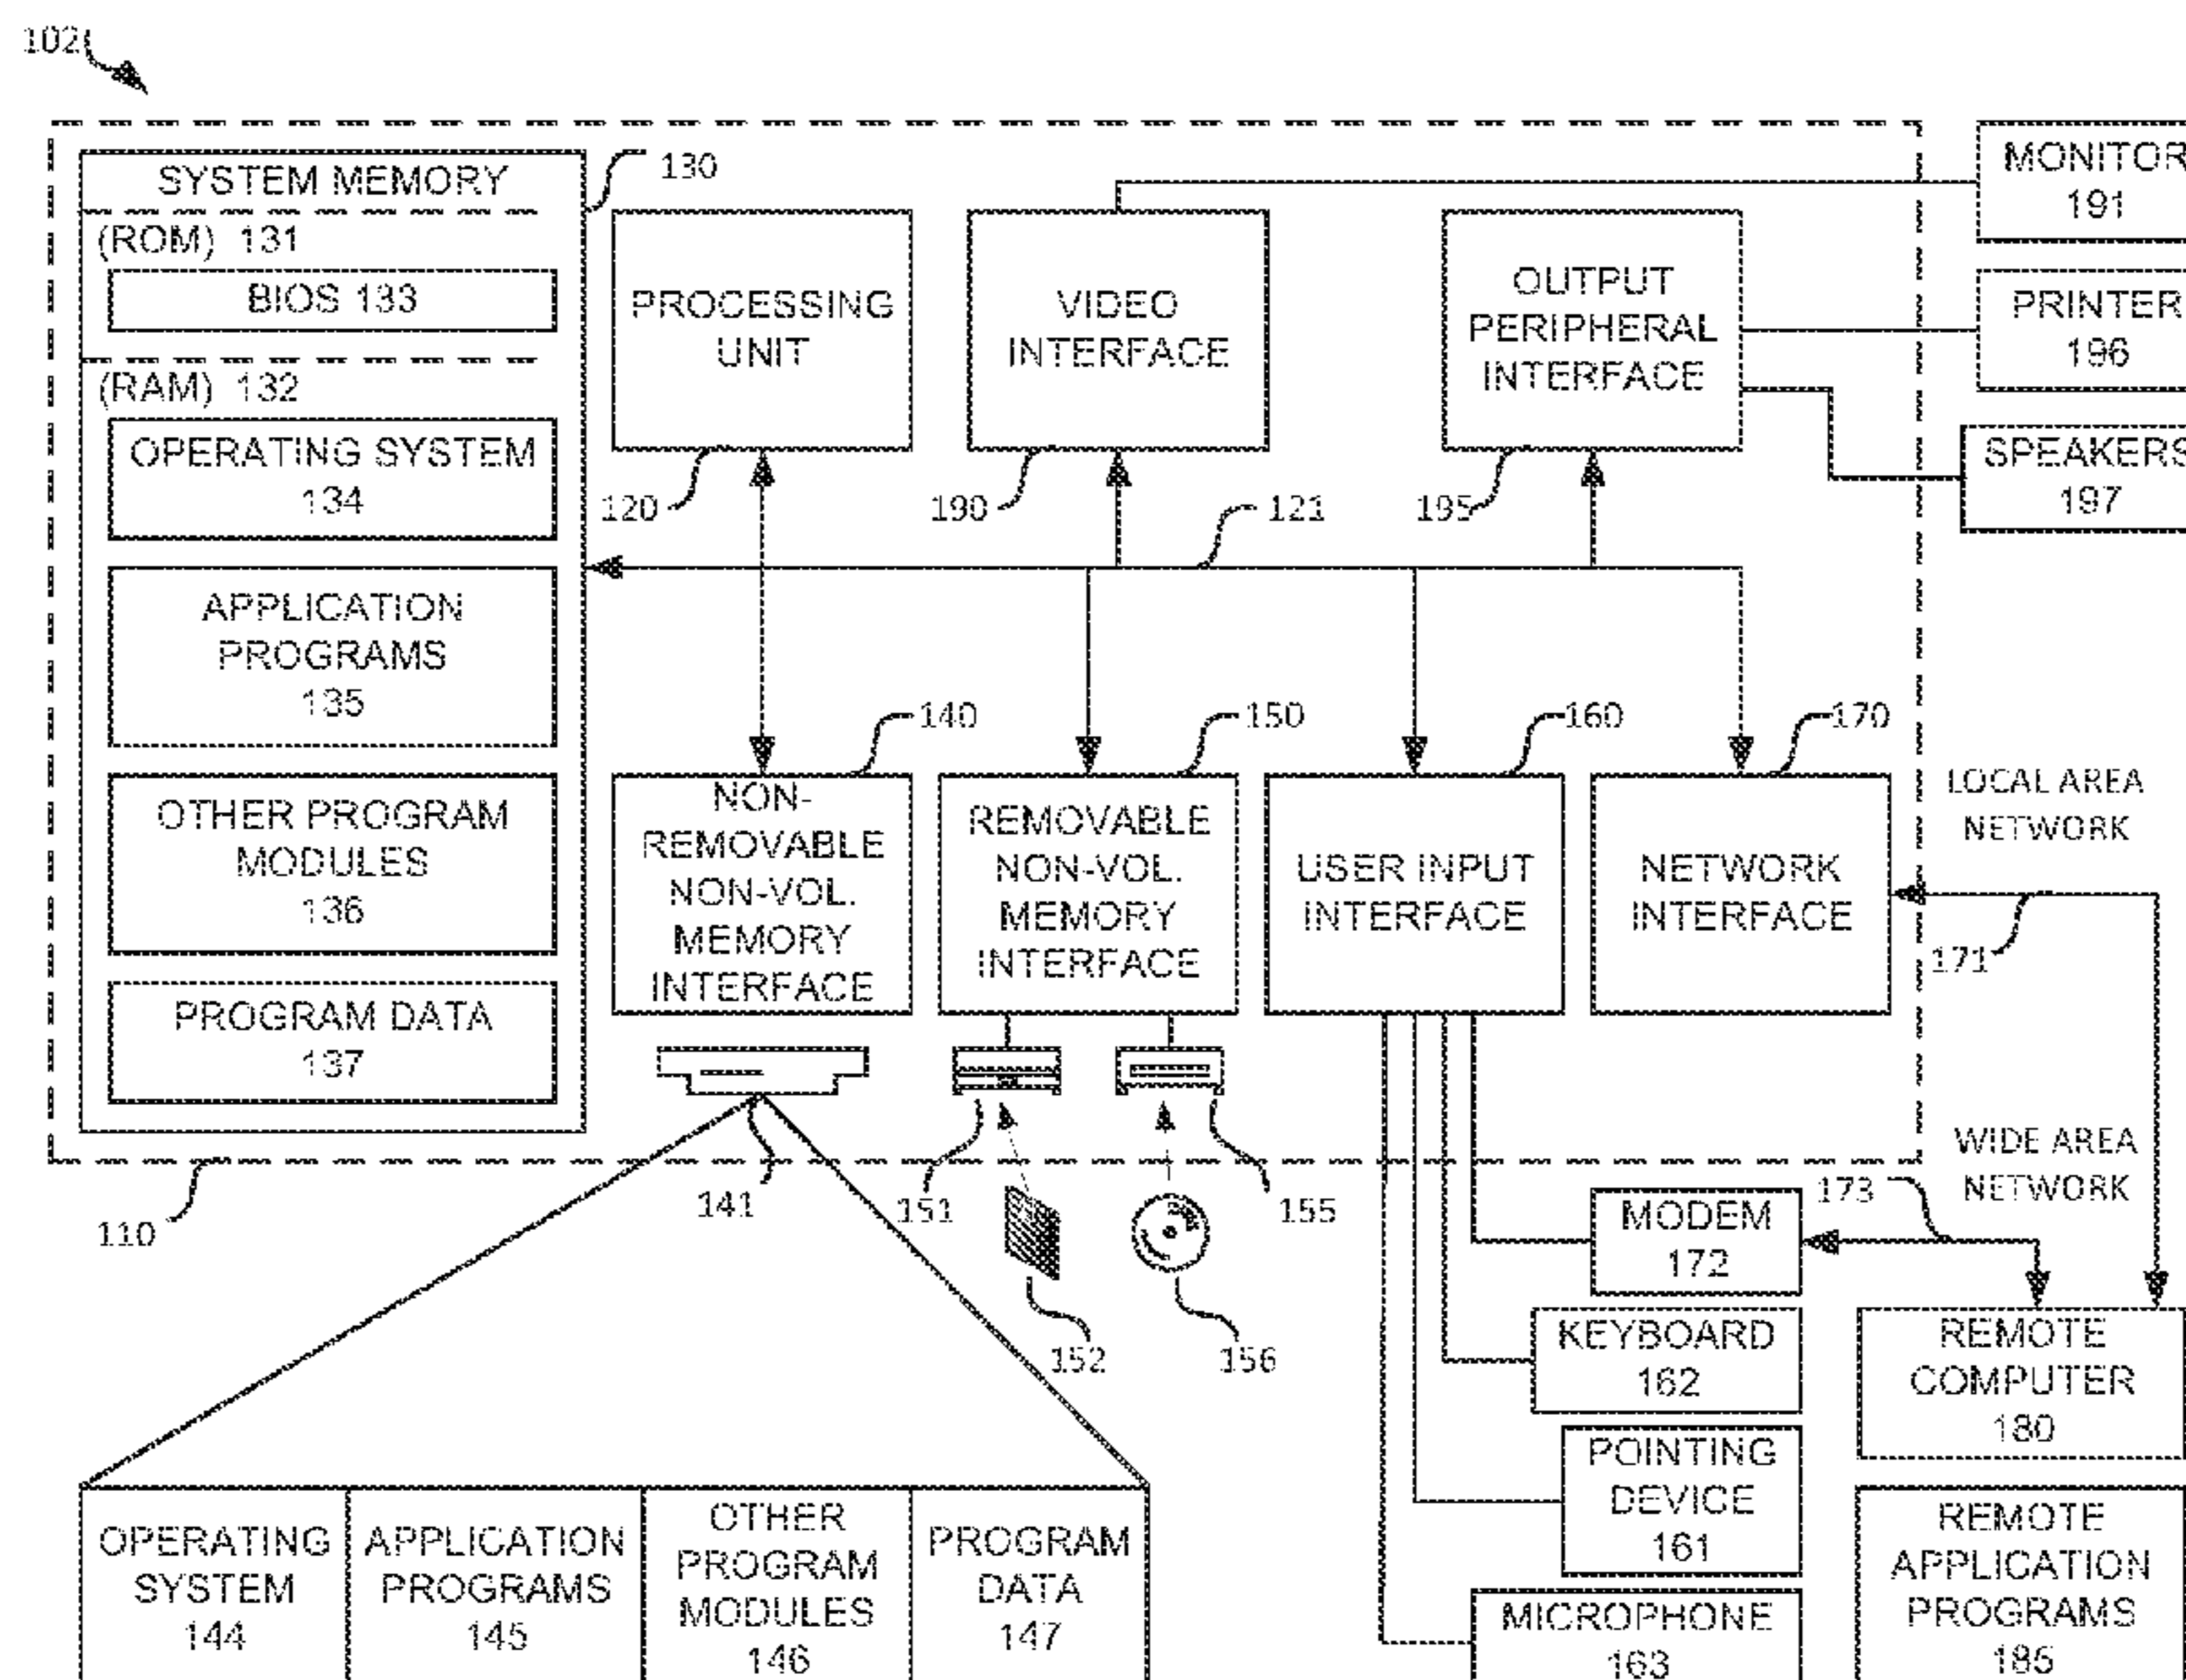 102
SYSTEM MEMORY
130
(ROM) 131
BIOS 133
(RAM) 132
OPERATING SYSTEM
134
APPLICATION
PROGRAMS
135
OTHER PROGRAM
MODULES
136
PROGRAM DATA
137
PROCESSING
UNIT
120
VIDEO
INTERFACE
190
121
OUTPUT
PERIPHERAL
INTERFACE
195
MONITOR
191
PRINTER
196
SPEAKERS
197
140
NON-
REMOVABLE
NON-VOL.
MEMORY
INTERFACE
150
REMOVABLE
NON-VOL.
MEMORY
INTERFACE
160
USER INPUT
INTERFACE
170
NETWORK
INTERFACE
LOCAL AREA
NETWORK
171
WIDE AREA
NETWORK
173
110
141
151
155
152
156
MODEM
172
KEYBOARD
162
POINTING
DEVICE
161
MICROPHONE
163
REMOTE
COMPUTER
180
REMOTE
APPLICATION
PROGRAMS
185
OPERATING
SYSTEM
144
APPLICATION
PROGRAMS
145
OTHER
PROGRAM
MODULES
146
PROGRAM
DATA
147